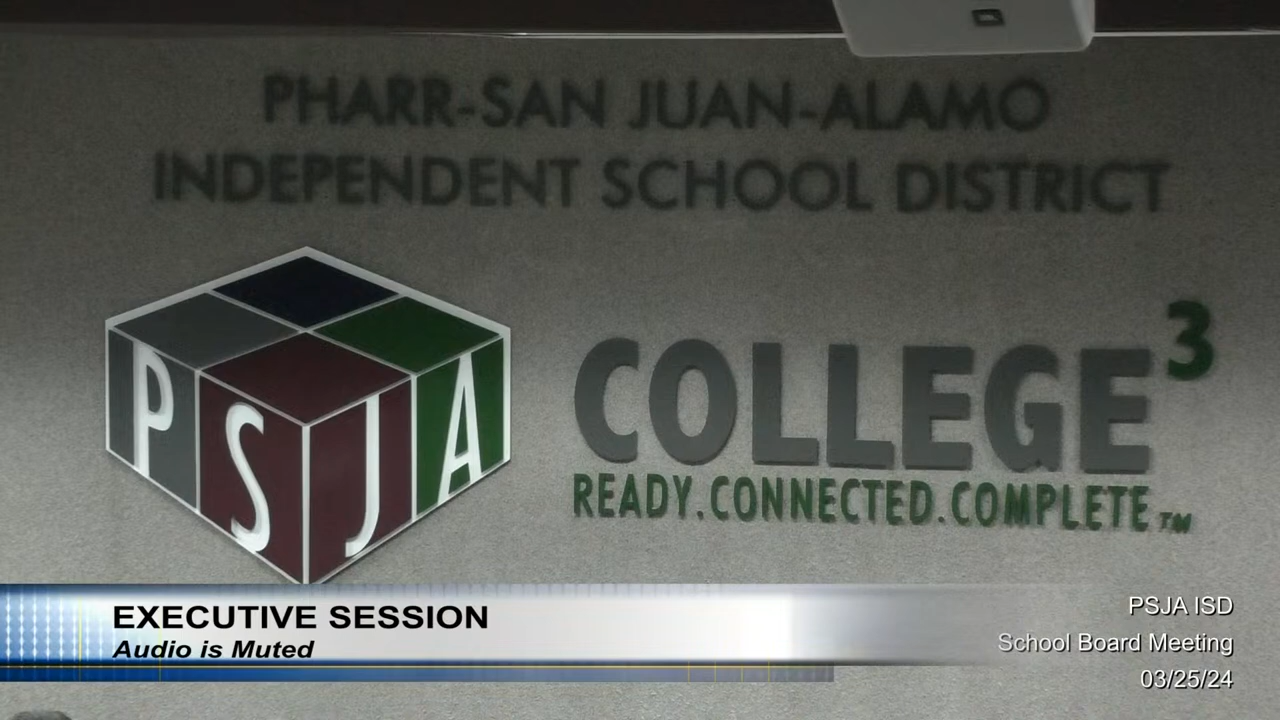 PHARR-SAN JUAN-ALAMO
INDEPENDENT SCHOOL DISTRICT
PSJA
COLLEGE³
READY.CONNECTED.COMPLETE™
EXECUTIVE SESSION
Audio is Muted
PSJA ISD
School Board Meeting
03/25/24